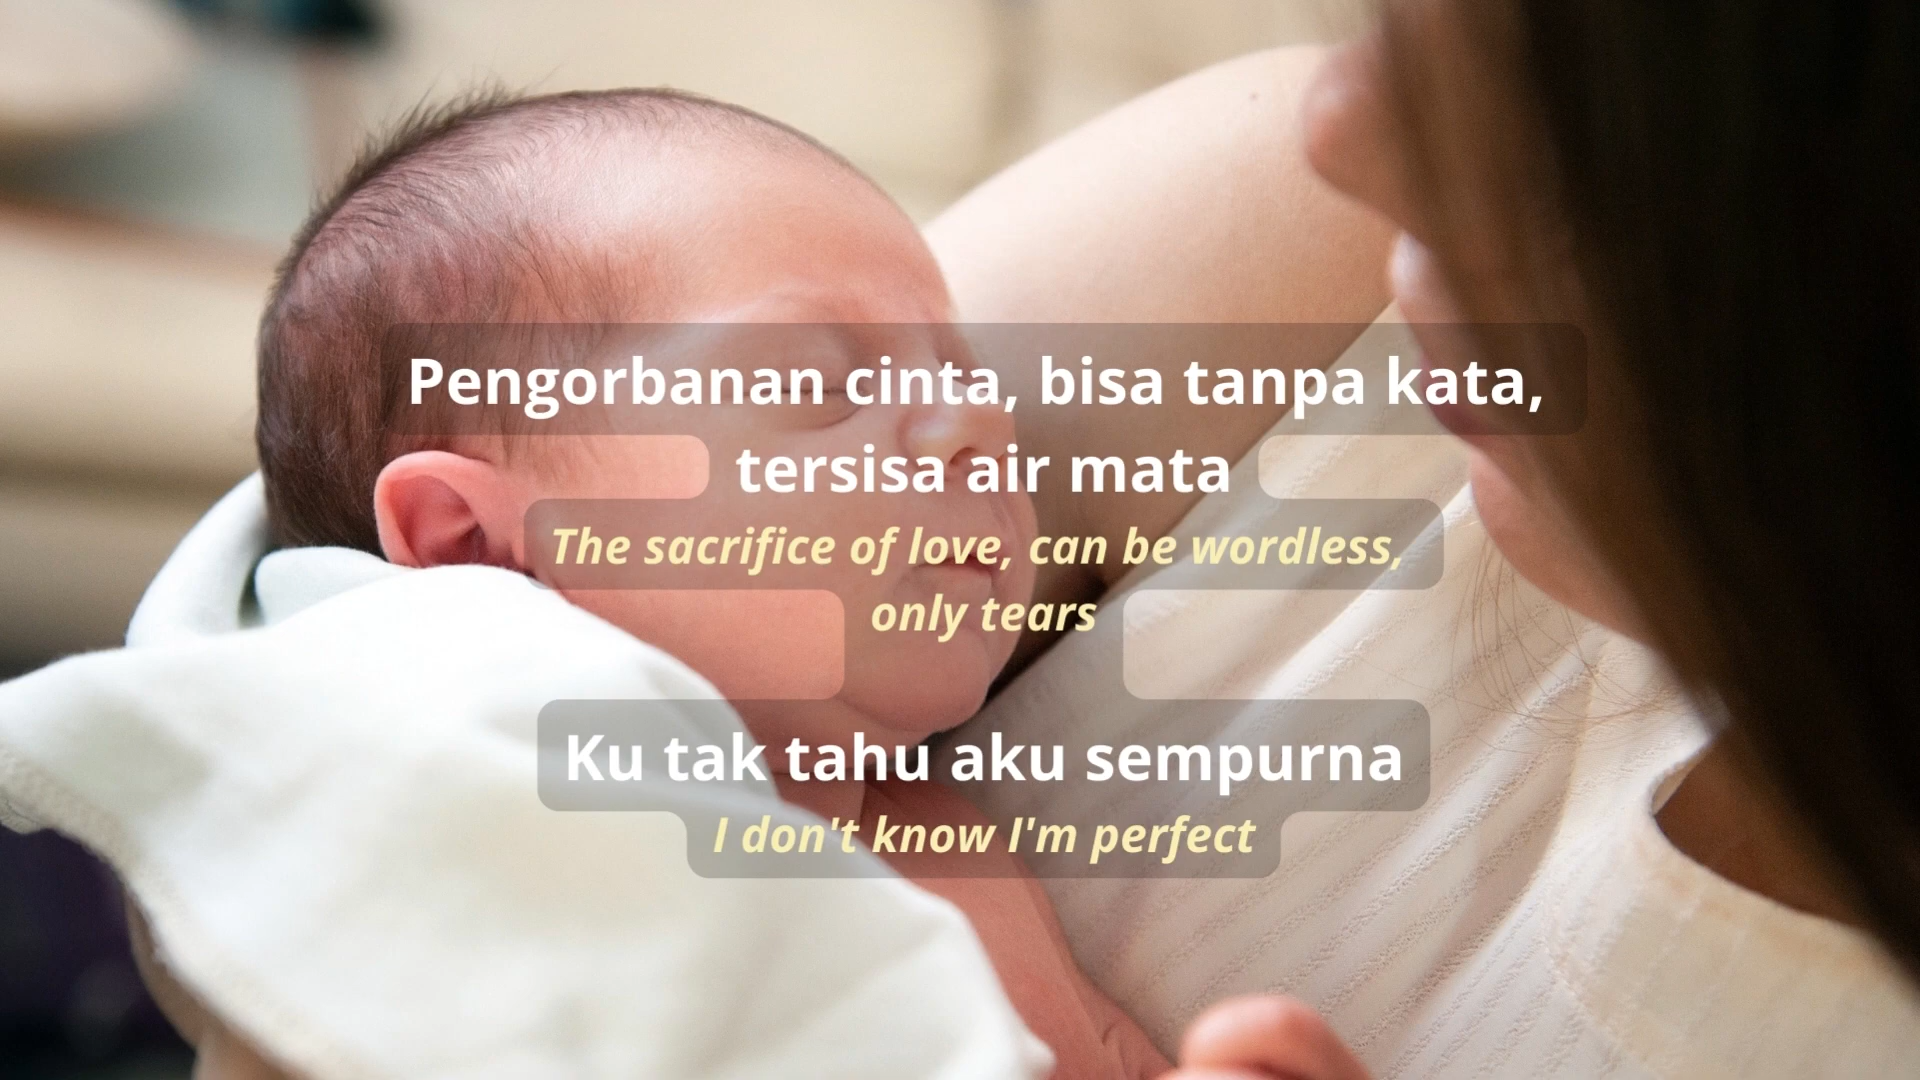 Pengorbanan cinta, bisa tanpa kata,
tersisa air mata
The sacrifice of love, can be wordless,
only tears
Ku tak tahu aku sempurna
I don't know I'm perfect